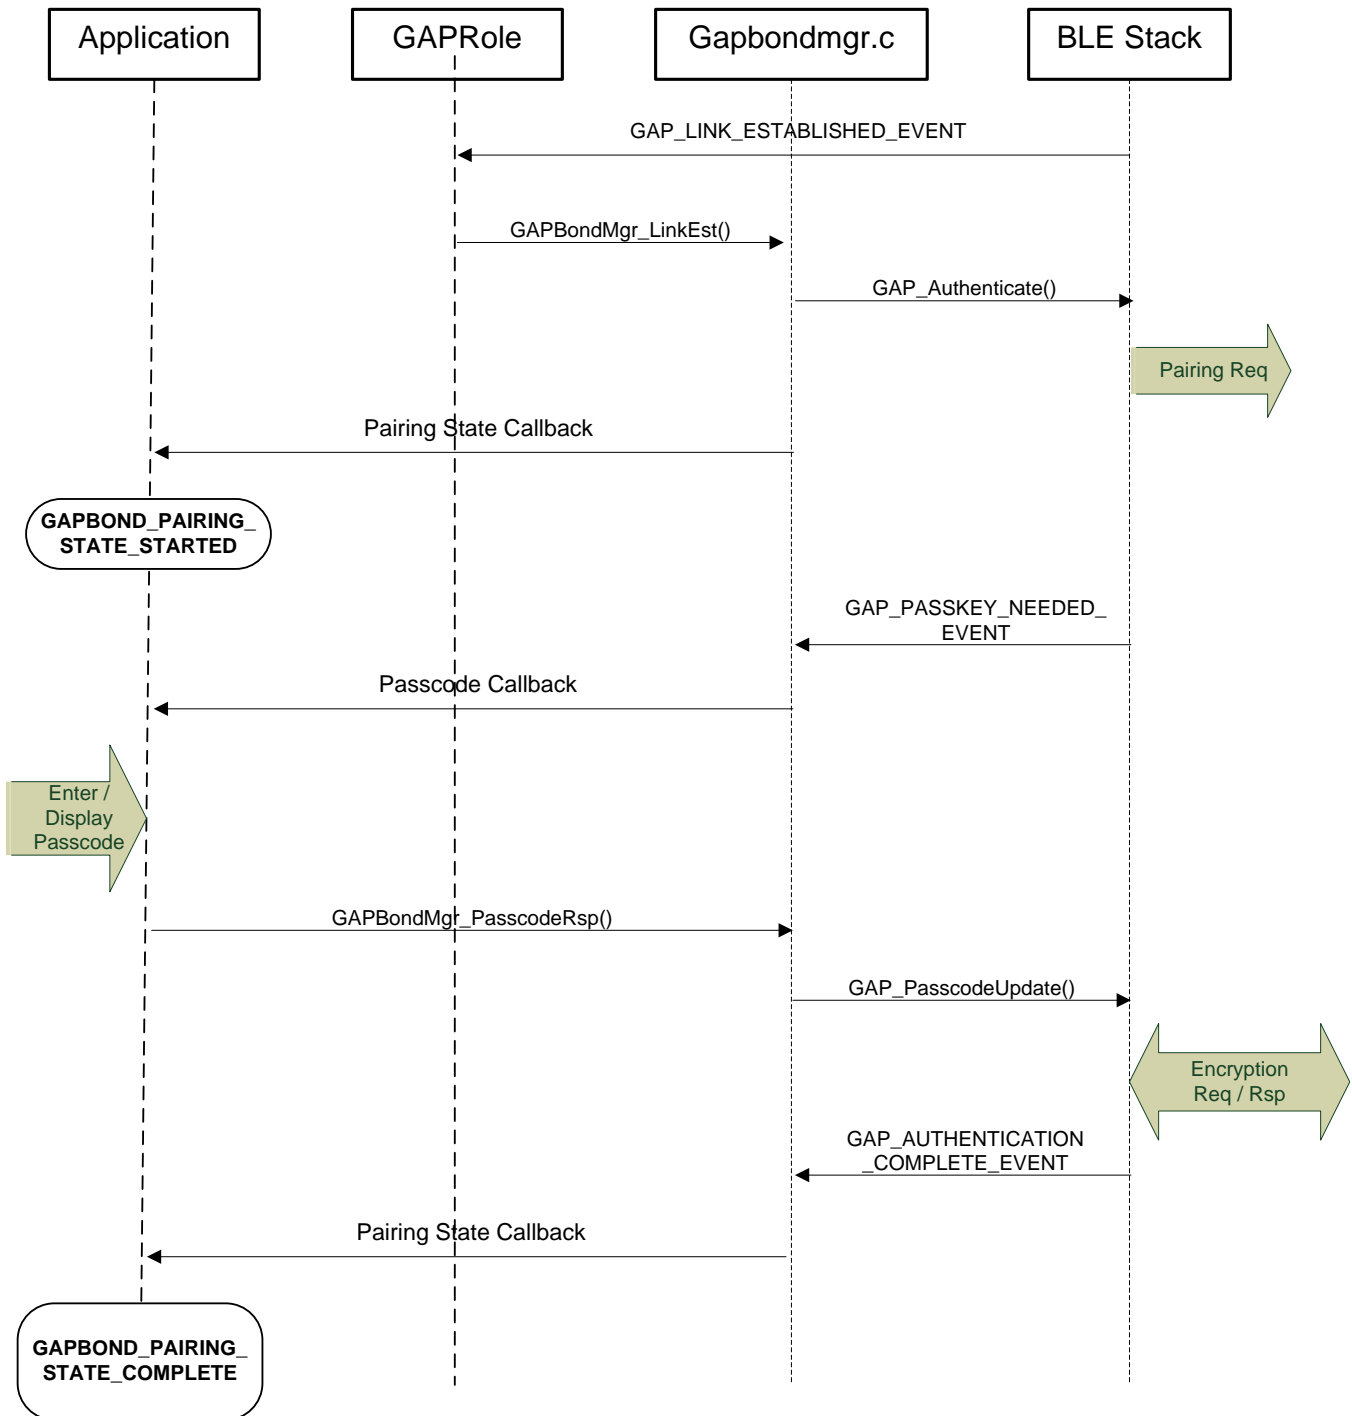 Application
GAPRole
Gapbondmgr.c
BLE Stack
GAP_LINK_ESTABLISHED_EVENT
GAPBondMgr_LinkEst()
GAP_Authenticate()
Pairing Req
Pairing State Callback
GAPBOND_PAIRING_
STATE_STARTED
GAP_PASSKEY_NEEDED_
EVENT
Passcode Callback
Enter /
Display
Passcode
GAPBondMgr_PasscodeRsp()
GAP_PasscodeUpdate()
Encryption
Req / Rsp
GAP_AUTHENTICATION
_COMPLETE_EVENT
Pairing State Callback
GAPBOND_PAIRING_
STATE_COMPLETE